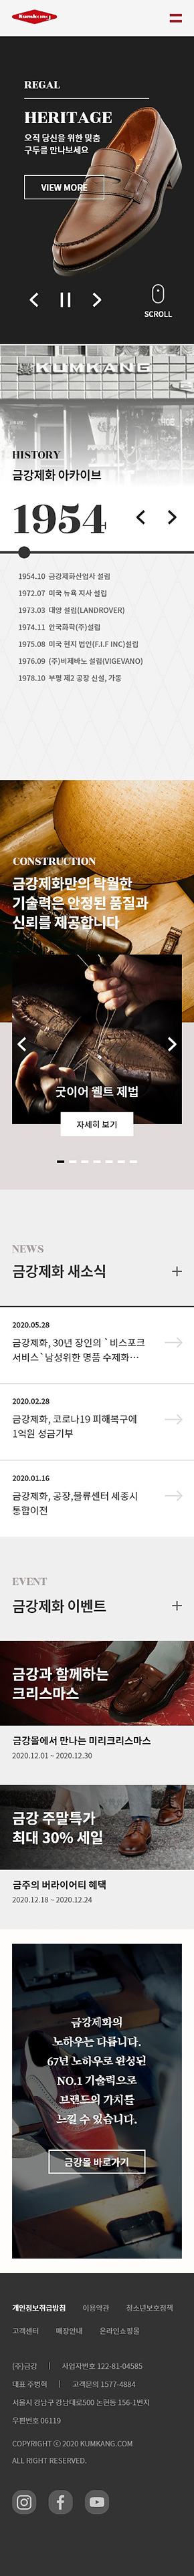 Kumkang
REGAL
HERITAGE
오직 당신을 위한 맞춤
구두를 만나보세요
VIEW MORE
SCROLL
KUMKANG
HISTORY
금강제화 아카이브
1954
1954.10 금강제화산업사 설립
1972.07 미국 뉴욕 지사 설립
1973.03 대양 설립(LANDROVER)
1974.11 안국화학(주)설립
1975.08 미국 현지 법인(F.I.F INC)설립
1976.09 (주)비제바노 설립(VIGEVANO)
1978.10 부평 제2 공장 신설, 가동
CONSTRUCTION
금강제화만의 탁월한
기술력은 안정된 품질과
신뢰를 제공합니다
굿이어 웰트 제법
자세히 보기
NEWS
금강제화 새소식
2020.05.28
금강제화, 30년 장인의 `비스포크
서비스`남성위한 명품 수제화…
2020.02.28
금강제화, 코로나19 피해복구에
1억원 성금기부
2020.01.16
금강제화, 공장,물류센터 세종시
통합이전
EVENT
금강제화 이벤트
금강과 함께하는
크리스마스
금강몰에서 만나는 미리크리스마스
2020.12.01 ~ 2020.12.30
금강 주말특가
최대 30% 세일
금주의 버라이어티 혜택
2020.12.18 ~ 2020.12.24
금강제화의
노하우는 다릅니다.
67년 노하우로 완성된
NO.1 기술력으로
브랜드의 가치를
느낄 수 있습니다.
금강몰 바로가기
개인정보취급방침 이용약관 청소년보호정책
고객센터 매장안내 온라인쇼핑몰
(주)금강 | 사업자번호 122-81-04585
대표 주병혁 | 고객문의 1577-4884
서울시 강남구 강남대로500 논현동 156-1번지
우편번호 06119
COPYRIGHT ⓒ 2020 KUMKANG.COM
ALL RIGHT RESERVED.